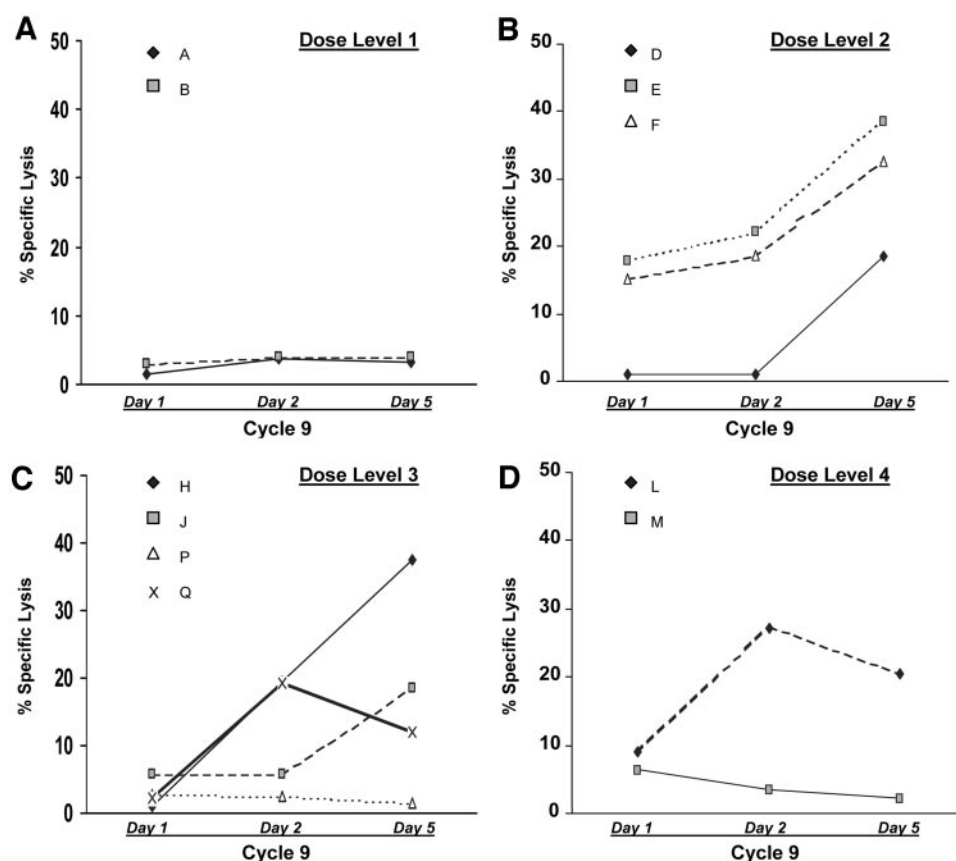 A
Dose Level 1
50
40
30
20
10
0
% Specific Lysis
A
B
Day 1 Day 2 Day 5
Cycle 9
B
Dose Level 2
50
40
30
20
10
0
% Specific Lysis
D
E
F
Day 1 Day 2 Day 5
Cycle 9
C
Dose Level 3
50
40
30
20
10
0
% Specific Lysis
H
J
P
Q
Day 1 Day 2 Day 5
Cycle 9
D
Dose Level 4
50
40
30
20
10
0
% Specific Lysis
L
M
Day 1 Day 2 Day 5
Cycle 9